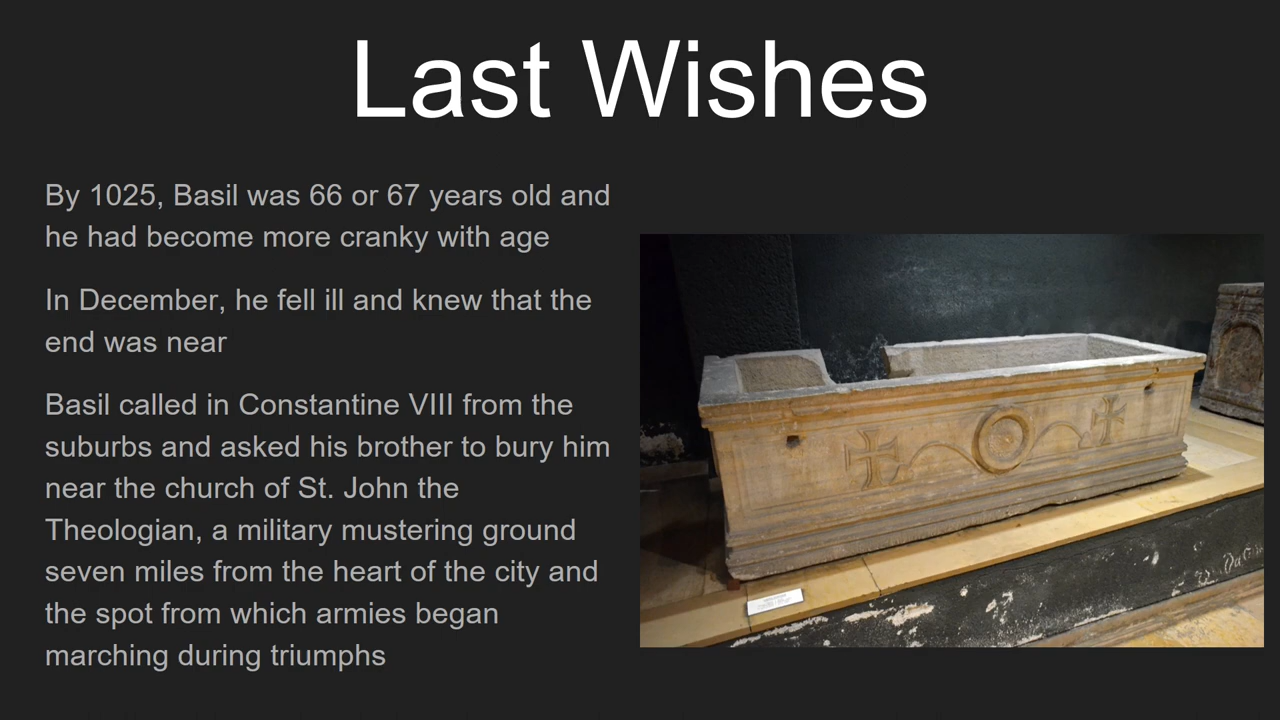 Last Wishes
By 1025, Basil was 66 or 67 years old and
he had become more cranky with age
In December, he fell ill and knew that the
end was near
Basil called in Constantine VIII from the
suburbs and asked his brother to bury him
near the church of St. John the
Theologian, a military mustering ground
seven miles from the heart of the city and
the spot from which armies began
marching during triumphs